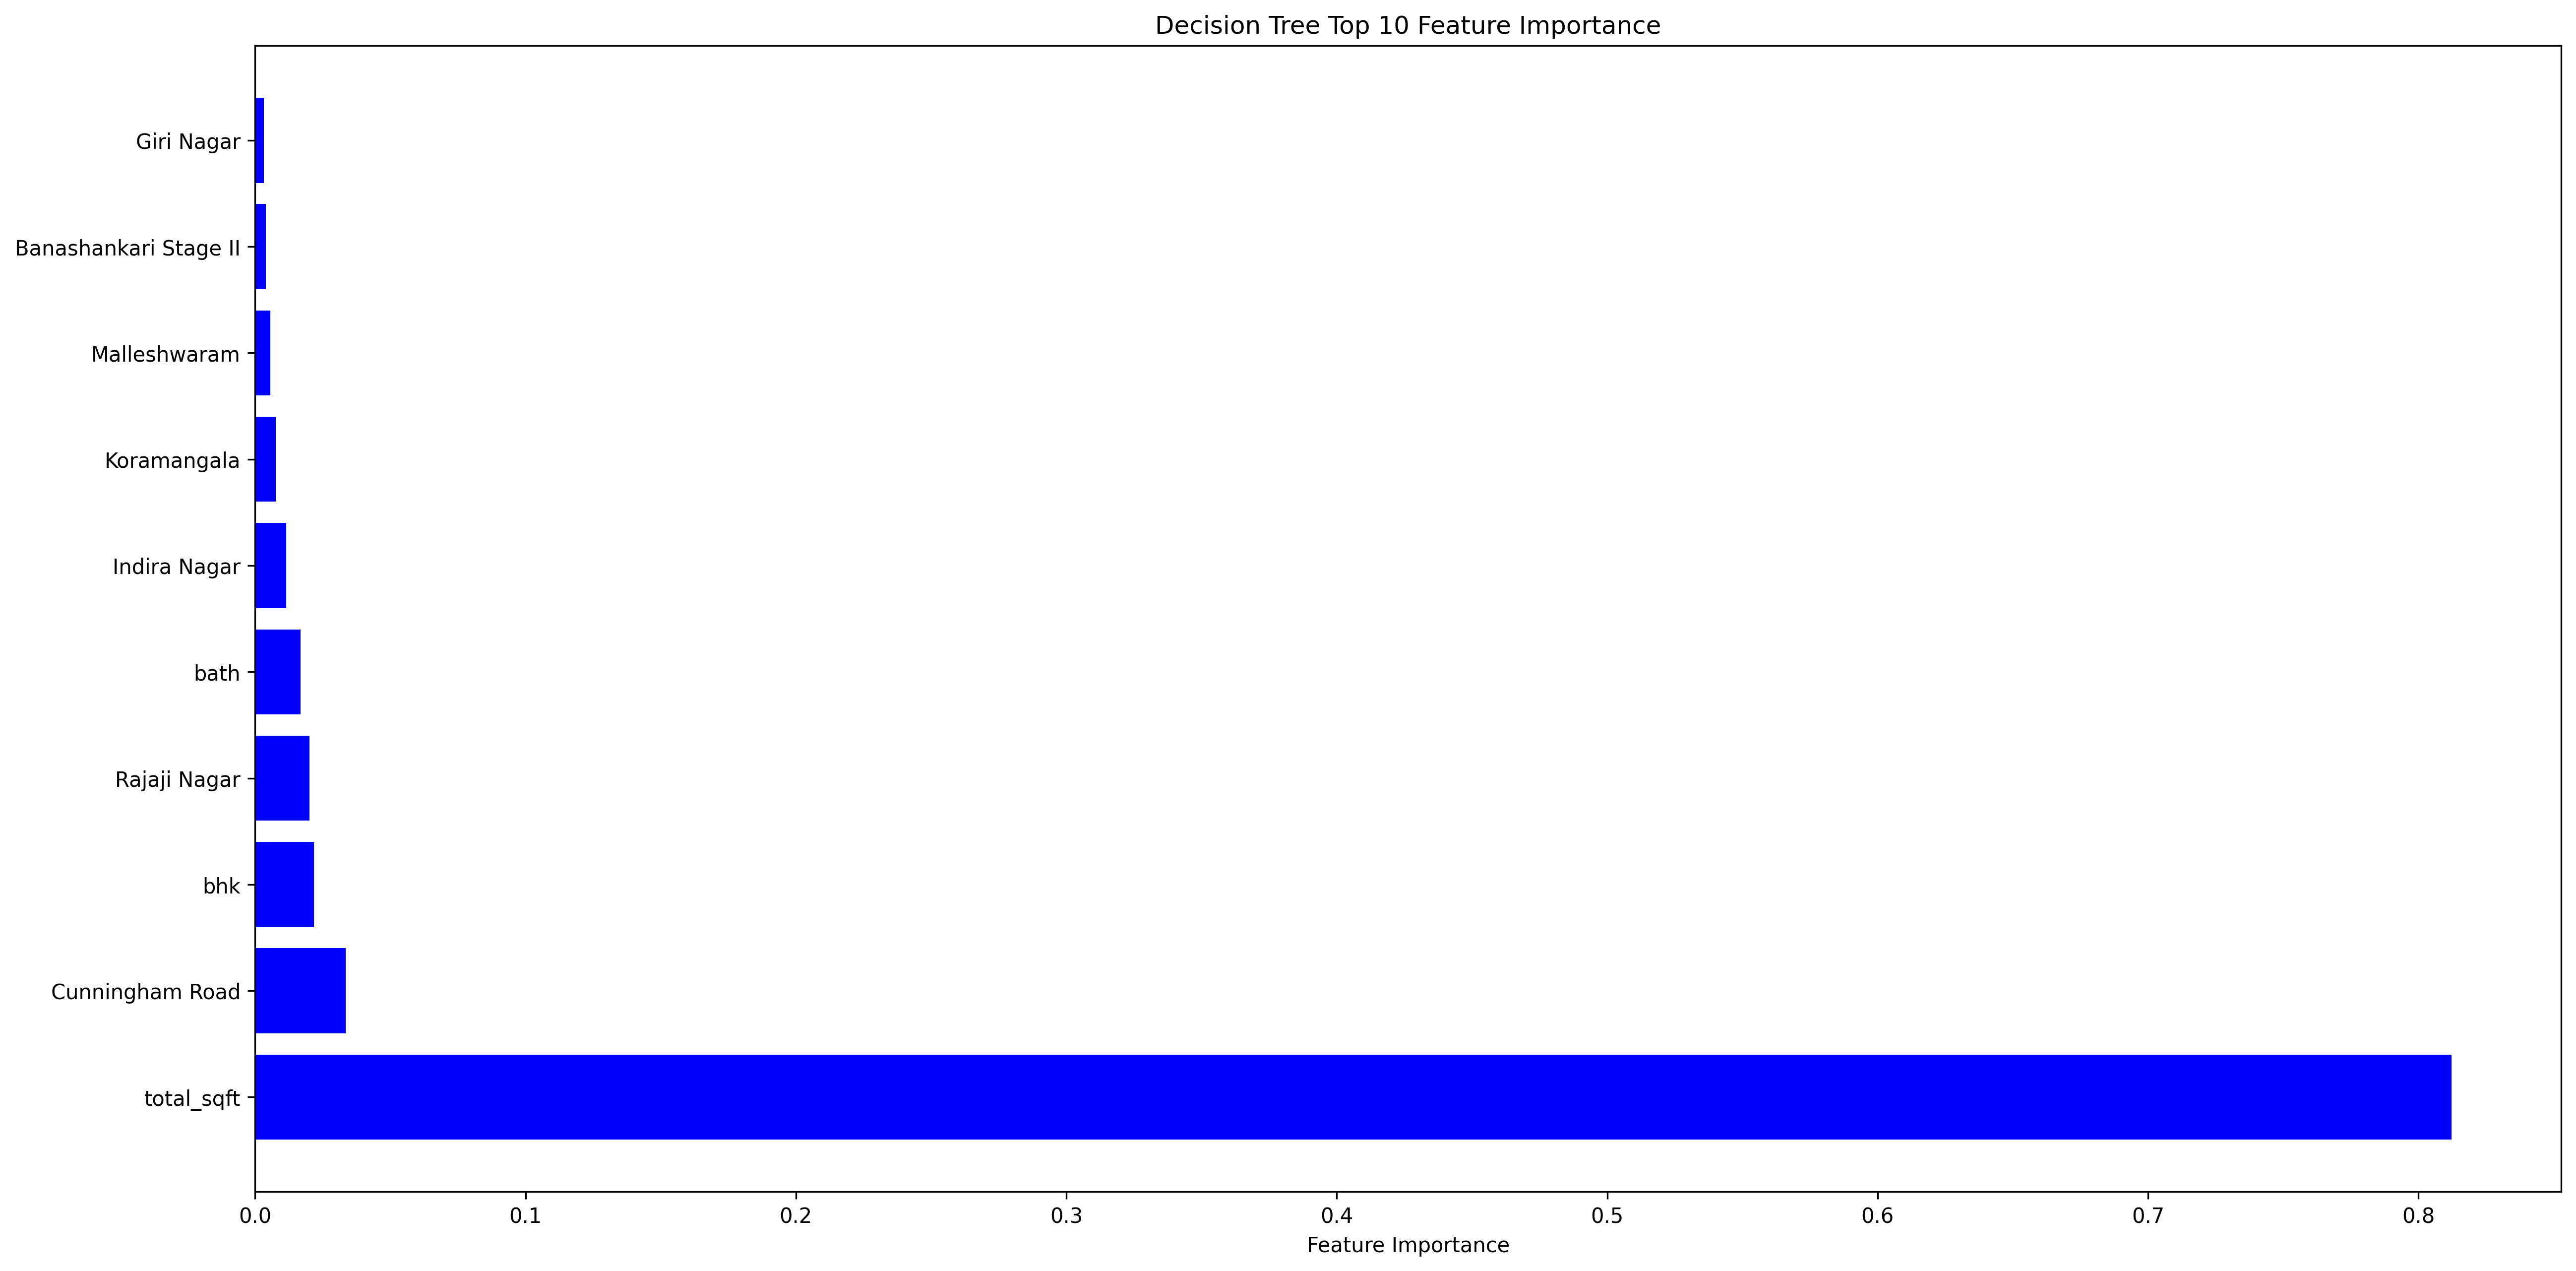 Decision Tree Top 10 Feature Importance
Giri Nagar
Banashankari Stage II
Malleshwaram
Koramangala
Indira Nagar
bath
Rajaji Nagar
bhk
Cunningham Road
total_sqft
0.0 0.1 0.2 0.3 0.4 0.5 0.6 0.7 0.8
Feature Importance